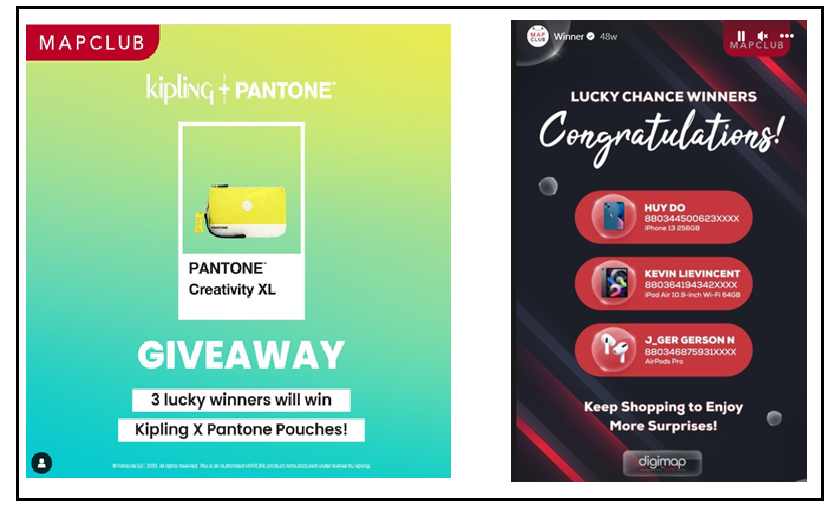 MAPCLUB
kipling + PANTONE™
PANTONE
PANTONE™
Creativity XL
GIVEAWAY
3 lucky winners will win
Kipling X Pantone Pouches!
MAP
CLUB
Winner 48w
MAPCLUB
LUCKY CHANCE WINNERS
Congratulations!
HUY DO
880344500623XXXX
iPhone 13 256GB
KEVIN LIEVINCENT
880364194342XXXX
iPad Air 10.9-inch Wi-Fi 64GB
J_GER GERSON N
880346875931XXXX
AirPods Pro
Keep Shopping to Enjoy
More Surprises!
digimap